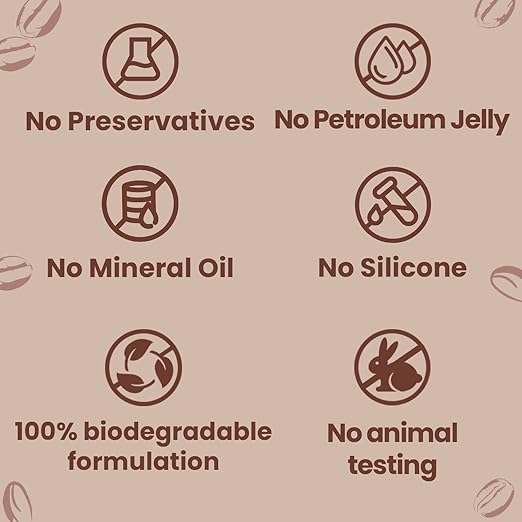 No Preservatives
No Petroleum Jelly
No Mineral Oil
No Silicone
100% biodegradable
formulation
No animal
testing